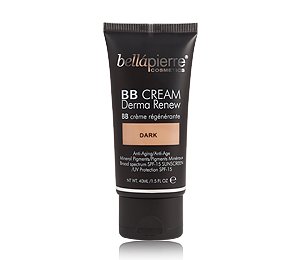 bellápierre
COSMETICS
BB CREAM
Derma Renew
BB crème régénérante
DARK
Anti-Aging/Anti-Age
Mineral Pigments/Pigments Minéraux
Broad spectrum SPF-15 SUNSCREEN
/UV Protection SPF-15
NET WT. 40ML/1.5 FL OZ